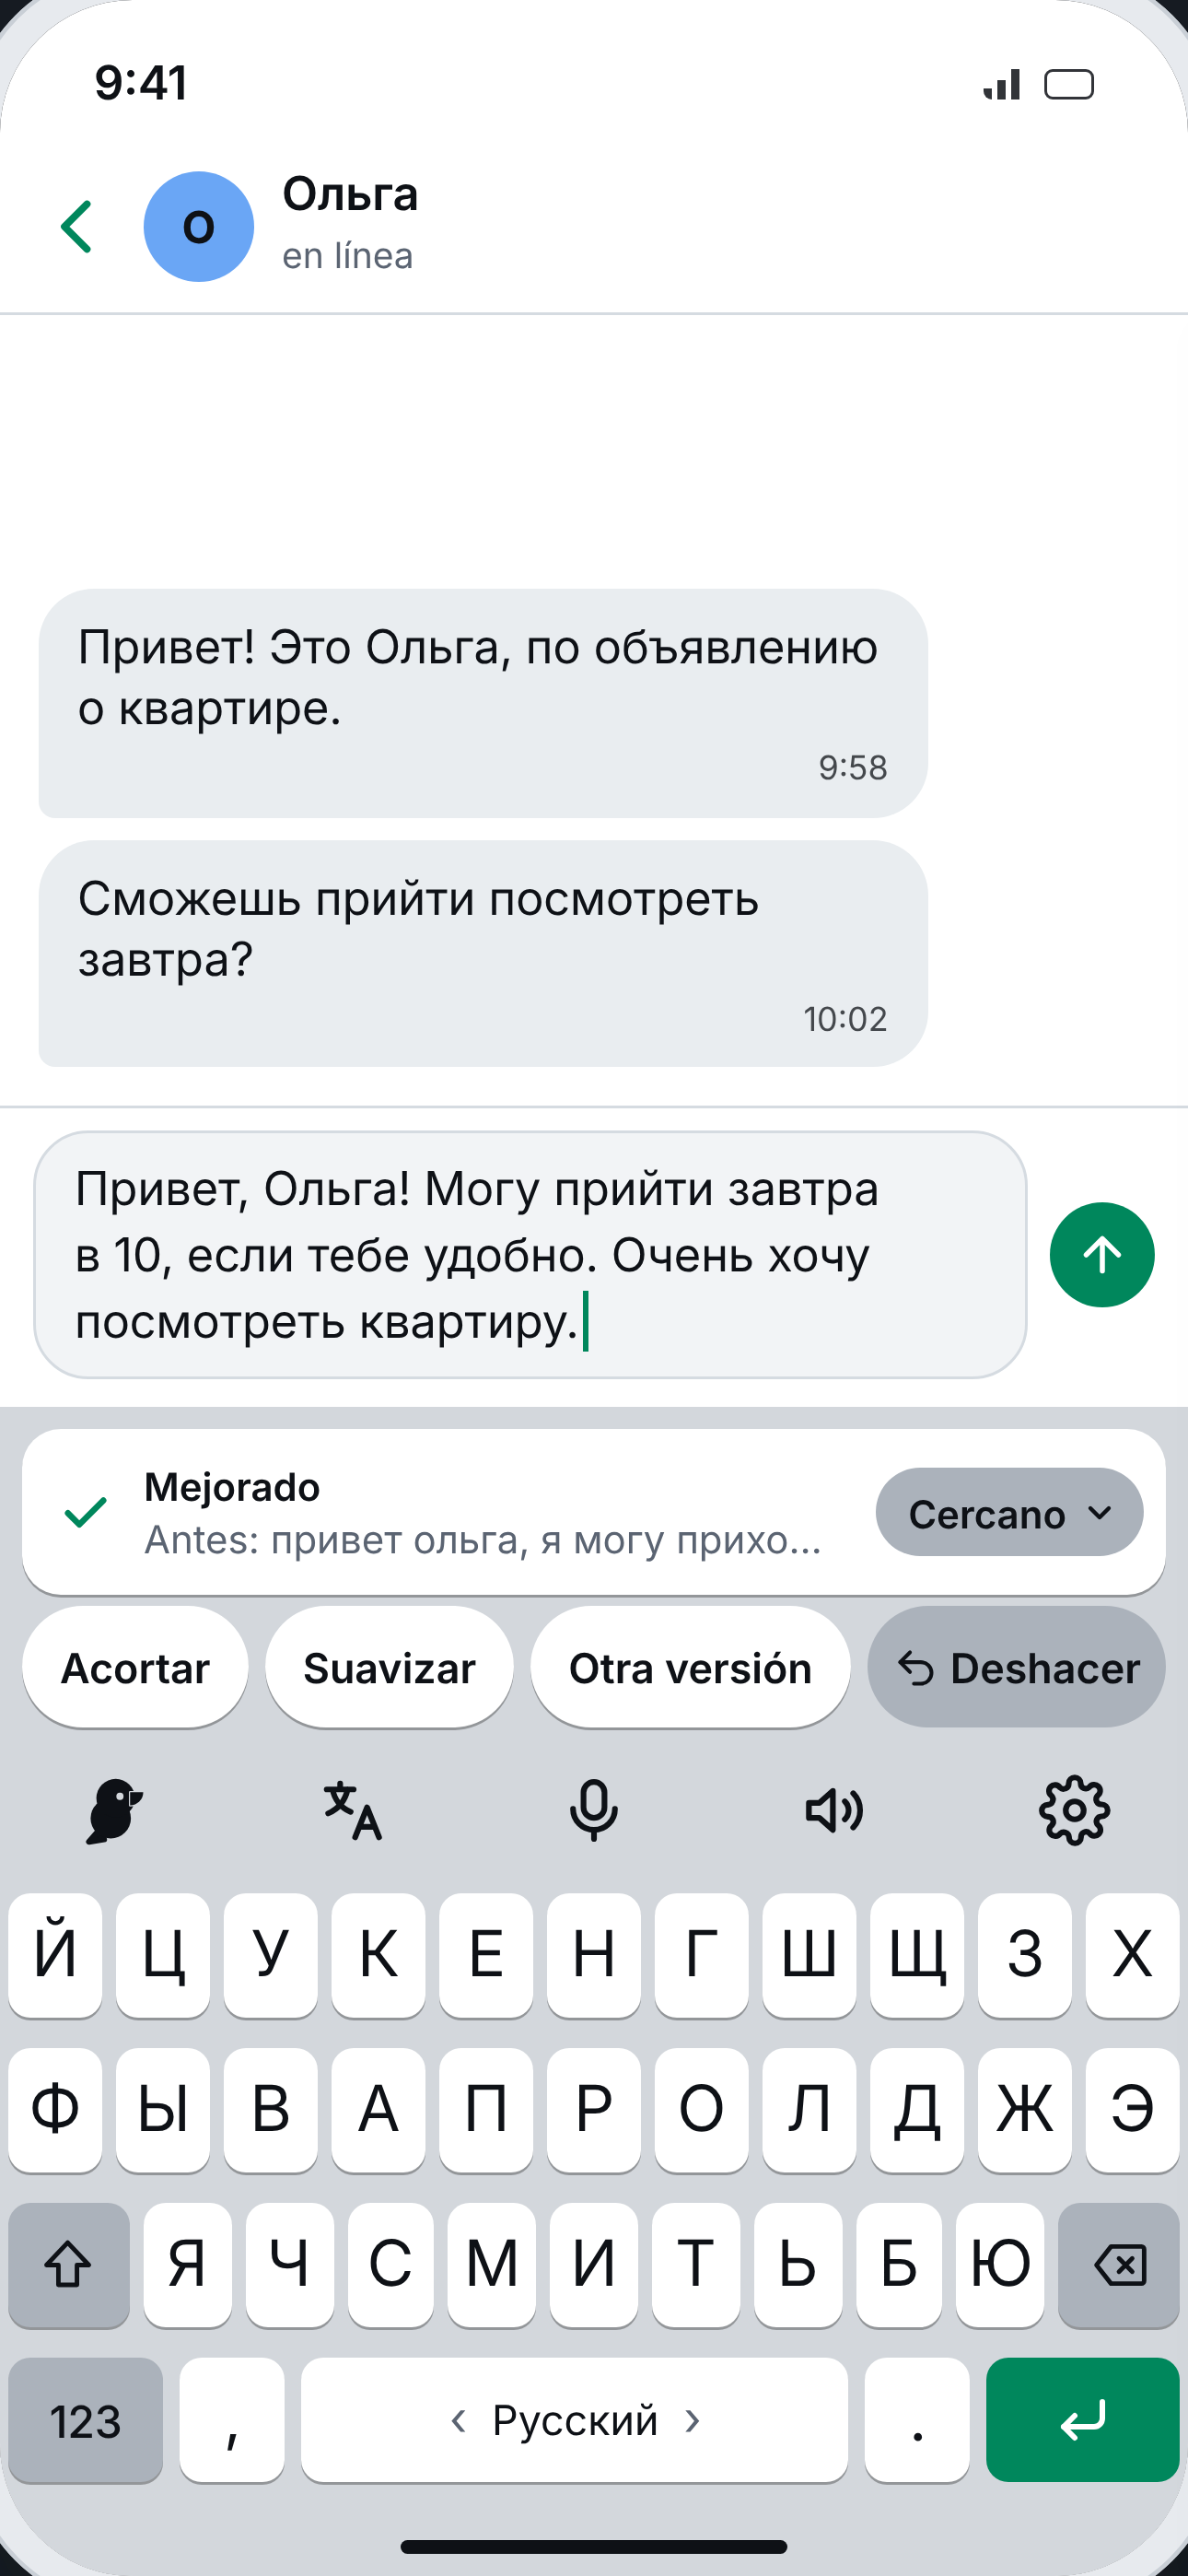 9:41
О
Ольга
en línea
Привет! Это Ольга, по объявлению
о квартире.
9:58
Сможешь прийти посмотреть
завтра?
10:02
Привет, Ольга! Могу прийти завтра
в 10, если тебе удобно. Очень хочу
посмотреть квартиру.
Mejorado
Antes: привет ольга, я могу прихо...
Cercano
Acortar Suavizar Otra versión Deshacer
Й Ц У К Е Н Г Ш Щ З Х
Ф Ы В А П Р О Л Д Ж Э
Я Ч С М И Т Ь Б Ю
123 , ‹ Русский › .